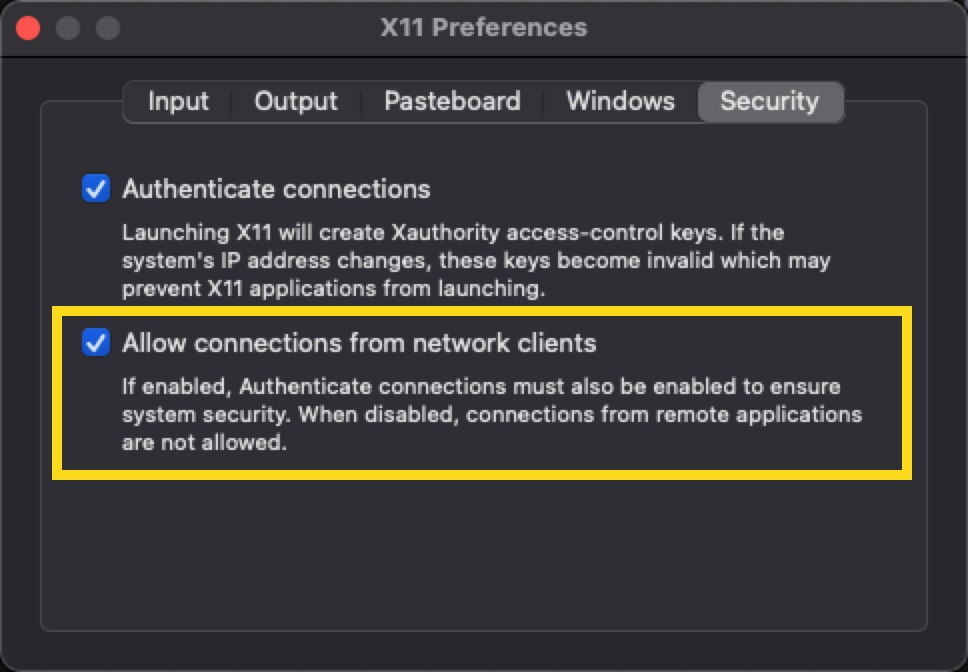 X11 Preferences
Input Output Pasteboard Windows Security
Authenticate connections
Launching X11 will create Xauthority access-control keys. If the
system's IP address changes, these keys become invalid which may
prevent X11 applications from launching.
Allow connections from network clients
If enabled, Authenticate connections must also be enabled to ensure
system security. When disabled, connections from remote applications
are not allowed.